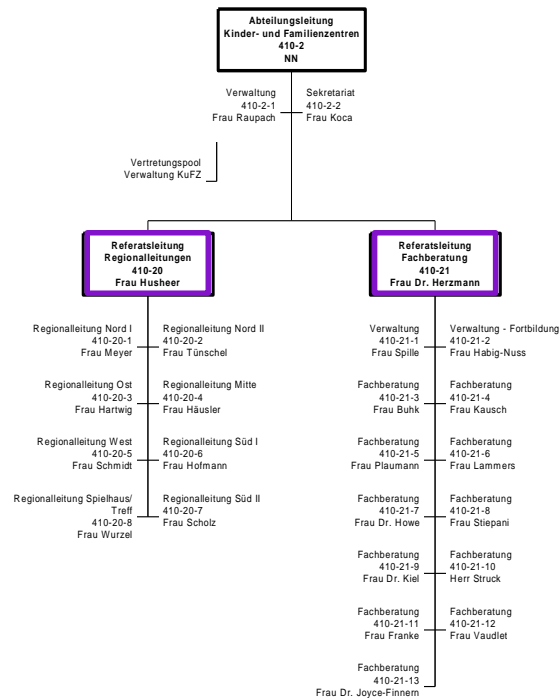 Abteilungsleitung
Kinder- und Familienzentren
410-2
NN
Verwaltung
410-2-1
Frau Raupach
Sekretariat
410-2-2
Frau Koca
Vertretungspool
Verwaltung KuFZ
Referatsleitung
Regionalleitungen
410-20
Frau Husheer
Referatsleitung
Fachberatung
410-21
Frau Dr. Herzmann
Regionalleitung Nord I
410-20-1
Frau Meyer
Regionalleitung Nord II
410-20-2
Frau Tünschel
Regionalleitung Ost
410-20-3
Frau Hartwig
Regionalleitung Mitte
410-20-4
Frau Häusler
Regionalleitung West
410-20-5
Frau Schmidt
Regionalleitung Süd I
410-20-6
Frau Hofmann
Regionalleitung Spielhaus/
Treff
410-20-8
Frau Wurzel
Regionalleitung Süd II
410-20-7
Frau Scholz
Verwaltung
410-21-1
Frau Spille
Verwaltung - Fortbildung
410-21-2
Frau Habig-Nuss
Fachberatung
410-21-3
Frau Buhk
Fachberatung
410-21-4
Frau Kausch
Fachberatung
410-21-5
Frau Plaumann
Fachberatung
410-21-6
Frau Lammers
Fachberatung
410-21-7
Frau Dr. Howe
Fachberatung
410-21-8
Frau Stiepani
Fachberatung
410-21-9
Frau Dr. Kiel
Fachberatung
410-21-10
Herr Struck
Fachberatung
410-21-11
Frau Franke
Fachberatung
410-21-12
Frau Vaudlet
Fachberatung
410-21-13
Frau Dr. Joyce-Finnern